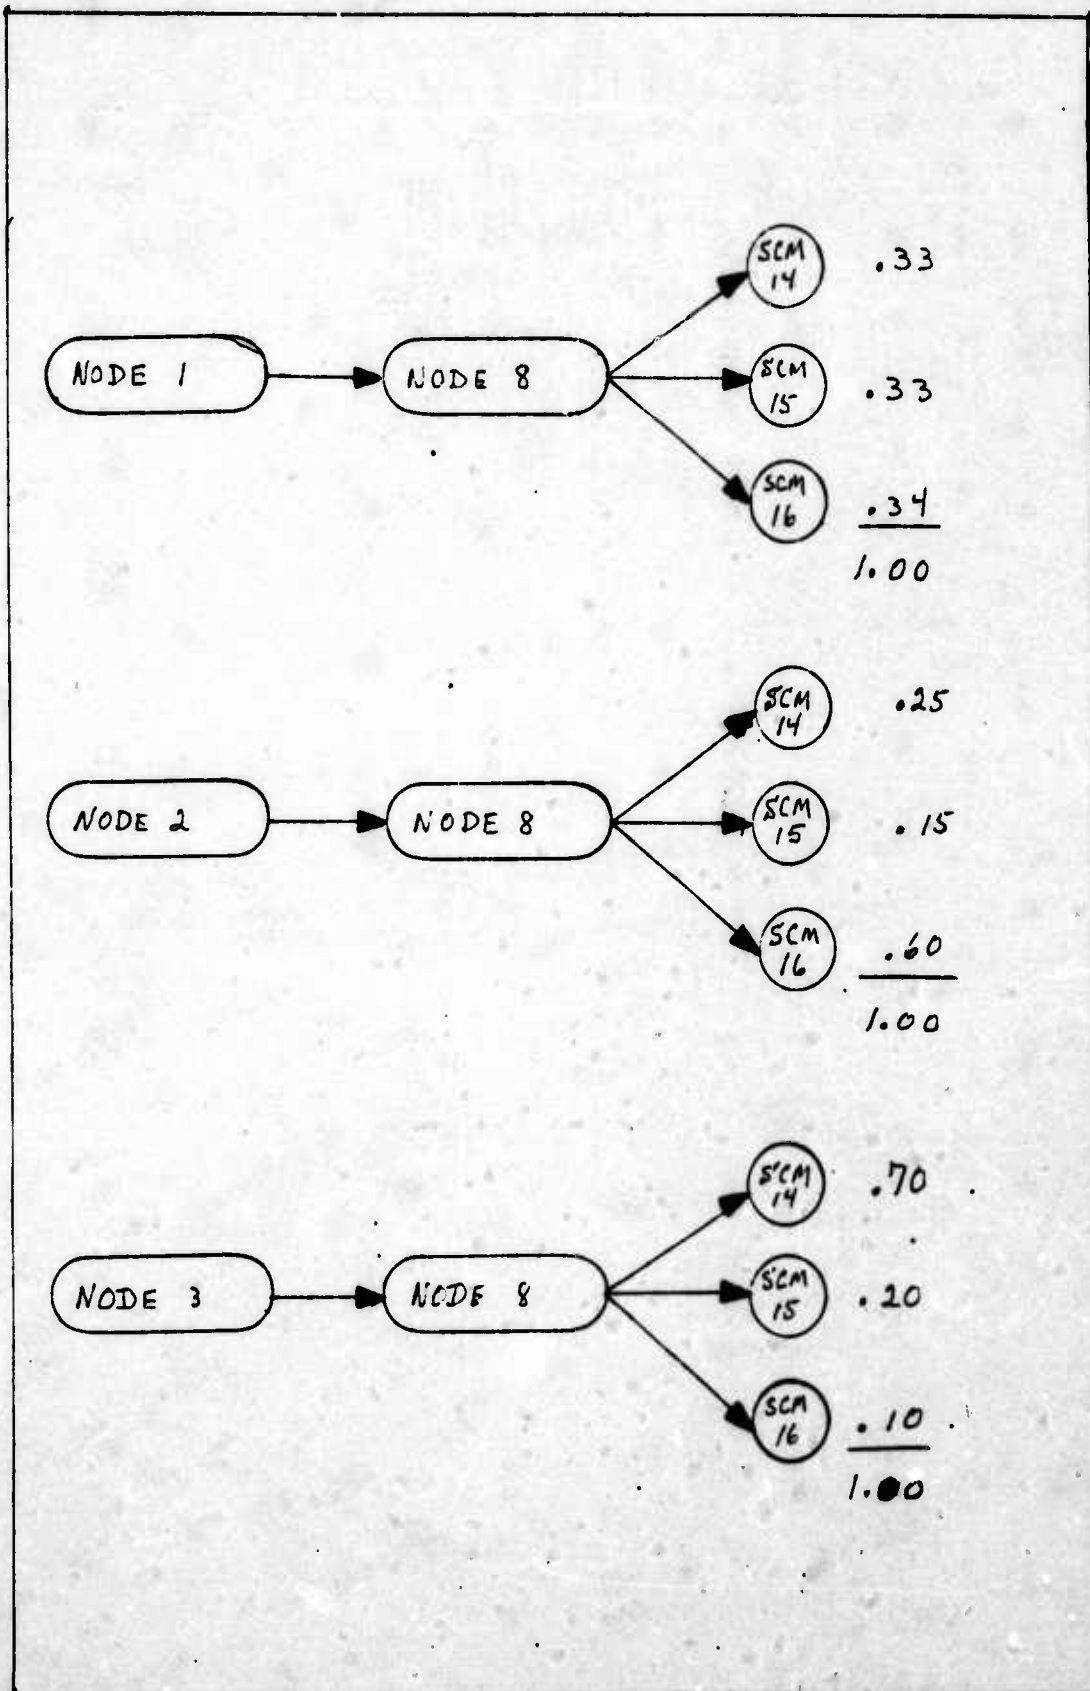 SCM
14
.33
NODE 1
NODE 8
SCM
15
.33
SCM
16
.34
1.00
SCM
14
.25
NODE 2
NODE 8
SCM
15
.15
SCM
16
.60
1.00
SCM
14
.70
NODE 3
NODE 8
SCM
15
.20
SCM
16
.10
1.00